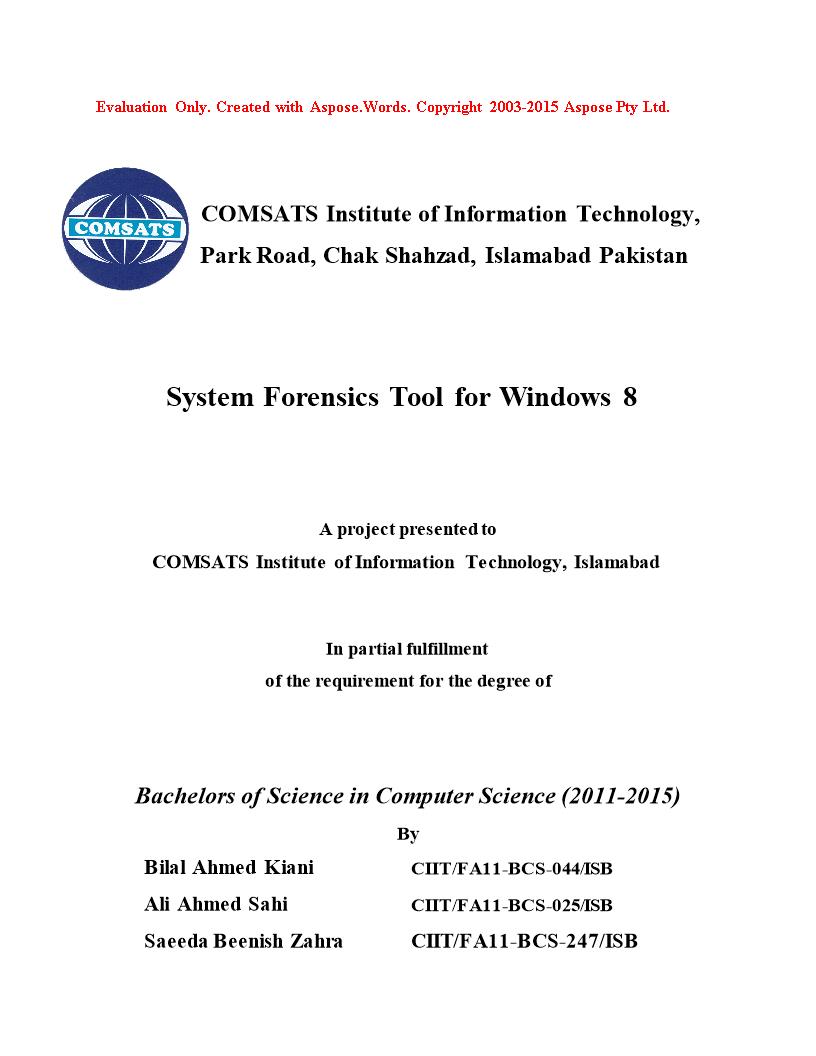 Evaluation Only. Created with Aspose.Words. Copyright 2003-2015 Aspose Pty Ltd.
COMSATS
COMSATS Institute of Information Technology,
Park Road, Chak Shahzad, Islamabad Pakistan
System Forensics Tool for Windows 8
A project presented to
COMSATS Institute of Information Technology, Islamabad
In partial fulfillment
of the requirement for the degree of
Bachelors of Science in Computer Science (2011-2015)
By
Bilal Ahmed Kiani CIIT/FA11-BCS-044/ISB
Ali Ahmed Sahi CIIT/FA11-BCS-025/ISB
Saeeda Beenish Zahra CIIT/FA11-BCS-247/ISB